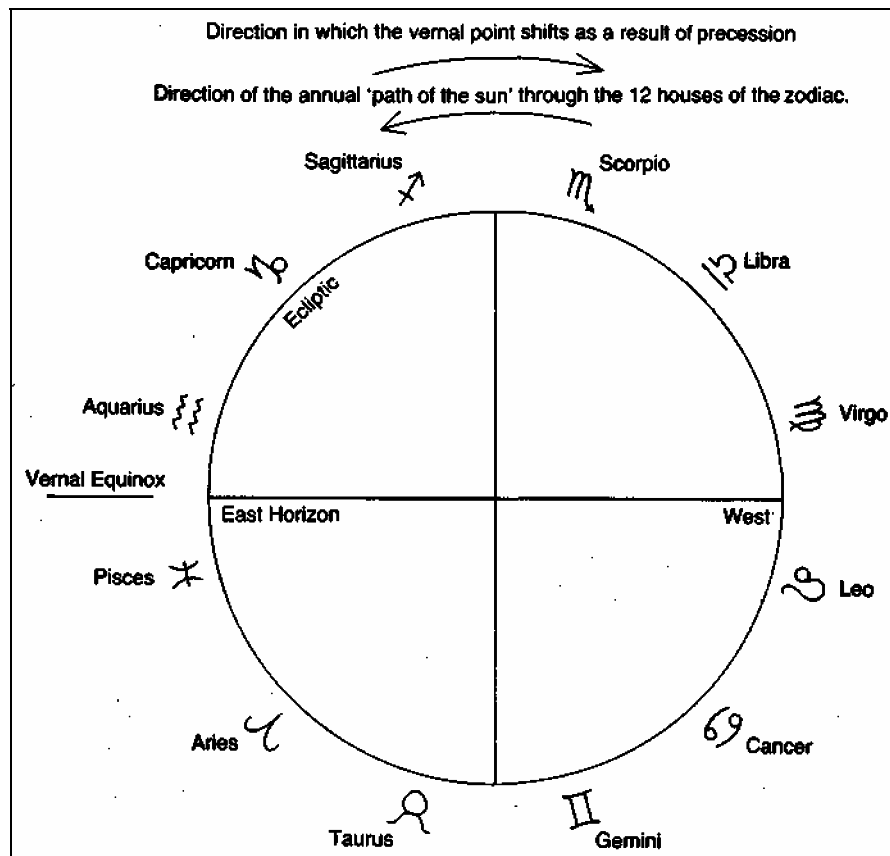 Direction in which the vernal point shifts as a result of precession
Direction of the annual 'path of the sun' through the 12 houses of the zodiac.
Sagittarius
Scorpio
Capricorn
Libra
Ecliptic
Aquarius
Virgo
Vernal Equinox
East Horizon
West
Pisces
Leo
Aries
Cancer
Taurus
Gemini